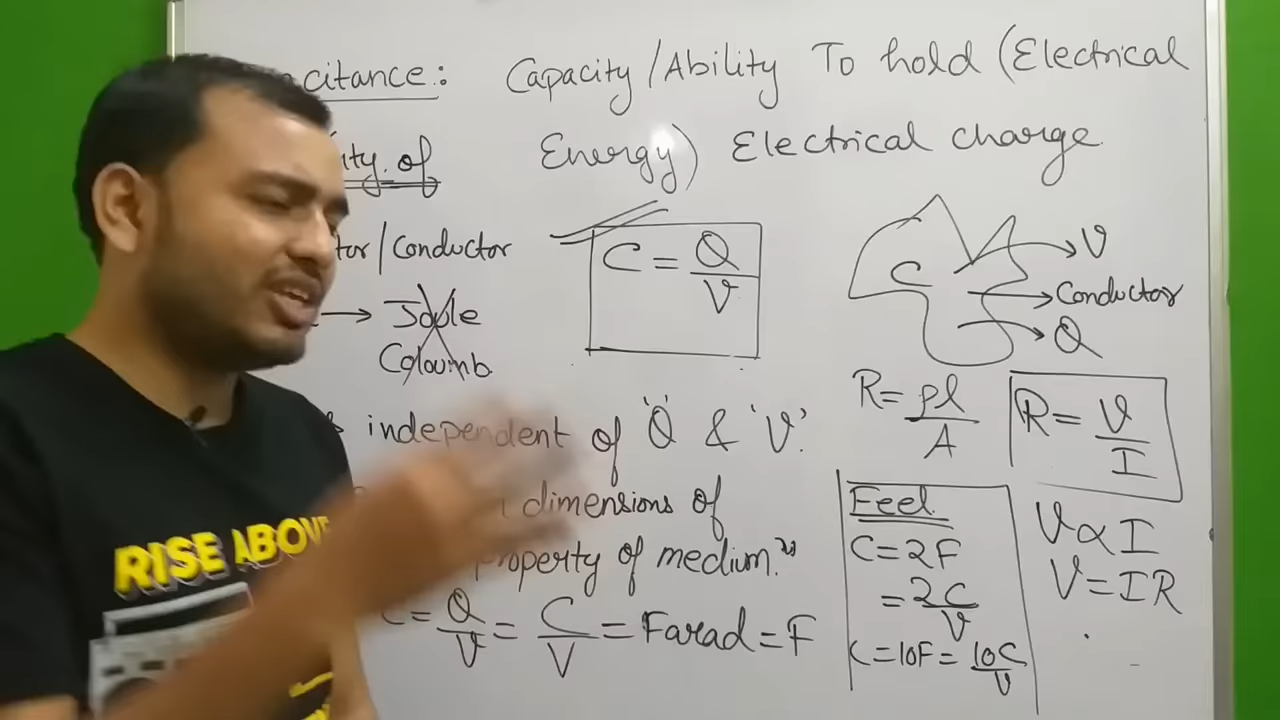 citance: Capacity/Ability To hold (Electrical
ity of Energy) Electrical charge
tor/Conductor
C = Q/V
C → V
→ Conductor
→ Q
→ Joule
Coloumb
R = ρl/A
R = V/I
independent of 'Q' & 'V'.
dimensions of
property of medium."
C = Q/V = C/V = Farad = F
Feel
C = 2F
= 2C/V
C = 10F = 10C/V
V ∝ I
V = IR
RISE ABOVE